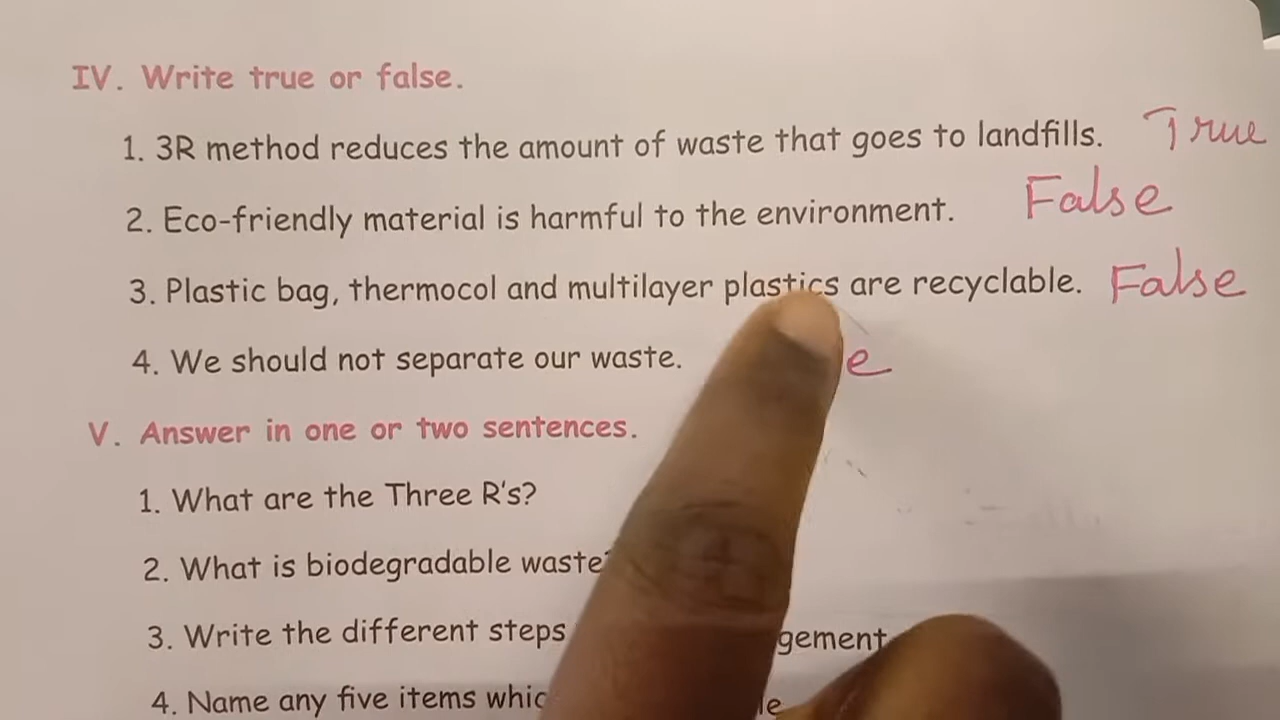 IV. Write true or false.
1. 3R method reduces the amount of waste that goes to landfills. True
2. Eco-friendly material is harmful to the environment. False
3. Plastic bag, thermocol and multilayer plastics are recyclable. False
4. We should not separate our waste.
V. Answer in one or two sentences.
1. What are the Three R's?
2. What is biodegradable waste?
3. Write the different steps
4. Name any five items